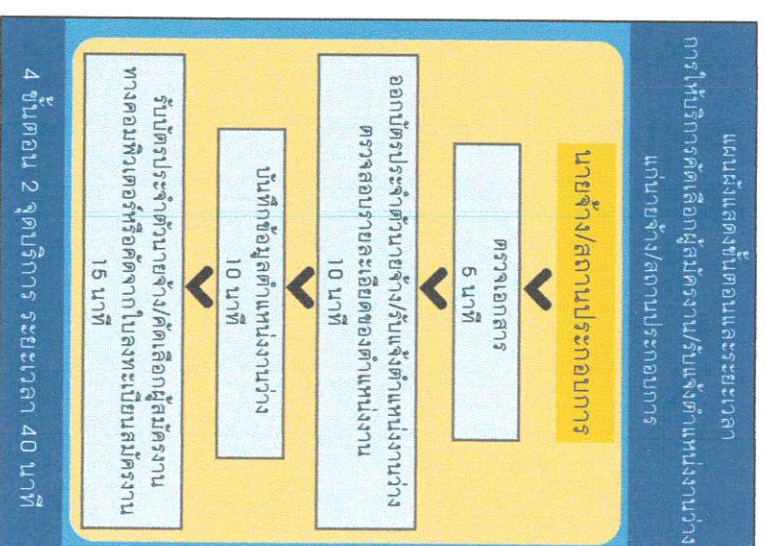 แผนผังแสดงขั้นตอนและระยะเวลา
การให้บริการคัดเลือกผู้สมัครงาน/รับแจ้งตำแหน่งงานว่าง
แก่นายจ้าง/สถานประกอบการ
นายจ้าง/สถานประกอบการ
ตรวจเอกสาร
5 นาที
ออกบัตรประจำตัวนายจ้าง/รับแจ้งตำแหน่งงานว่าง
ตรวจสอบรายละเอียดของตำแหน่งงาน
10 นาที
บันทึกข้อมูลตำแหน่งงานว่าง
10 นาที
รับบัตรประจำตัวนายจ้าง/คัดเลือกผู้สมัครงาน
ทางคอมพิวเตอร์หรือคัดจากใบลงทะเบียนสมัครงาน
15 นาที
4 ขั้นตอน 2 จุดบริการ ระยะเวลา 40 นาที